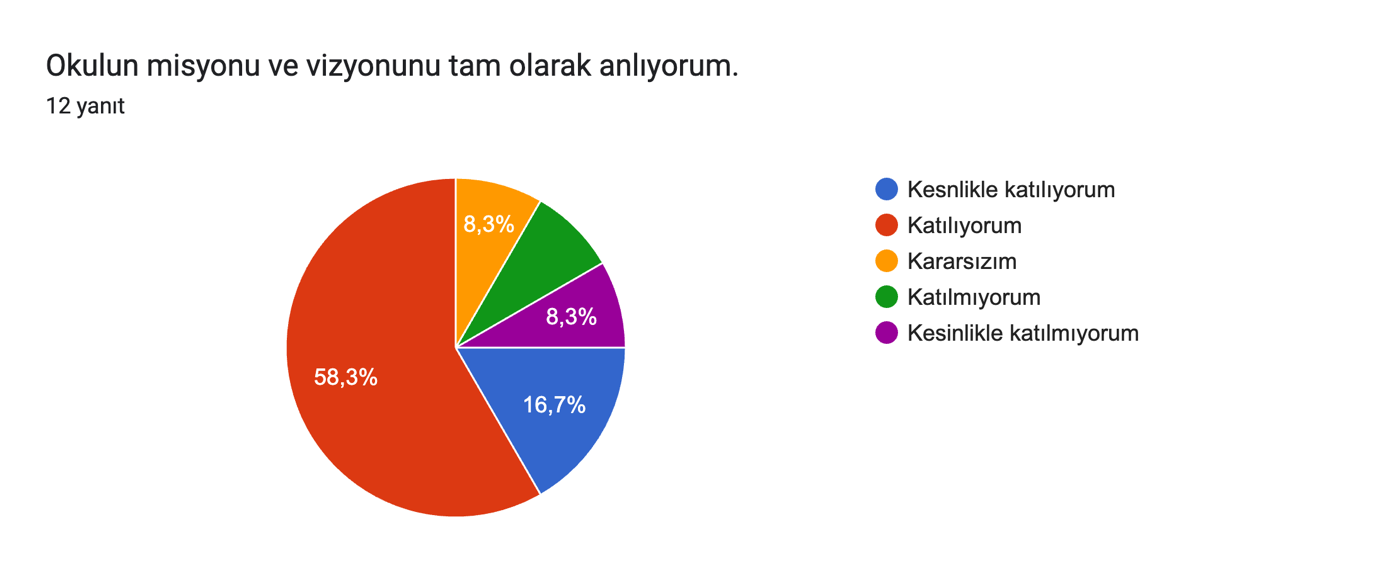 Okulun misyonu ve vizyonunu tam olarak anlıyorum.
12 yanıt
8,3%
8,3%
58,3%
16,7%
Kesnlikle katılıyorum
Katılıyorum
Kararsızım
Katılmıyorum
Kesinlikle katılmıyorum